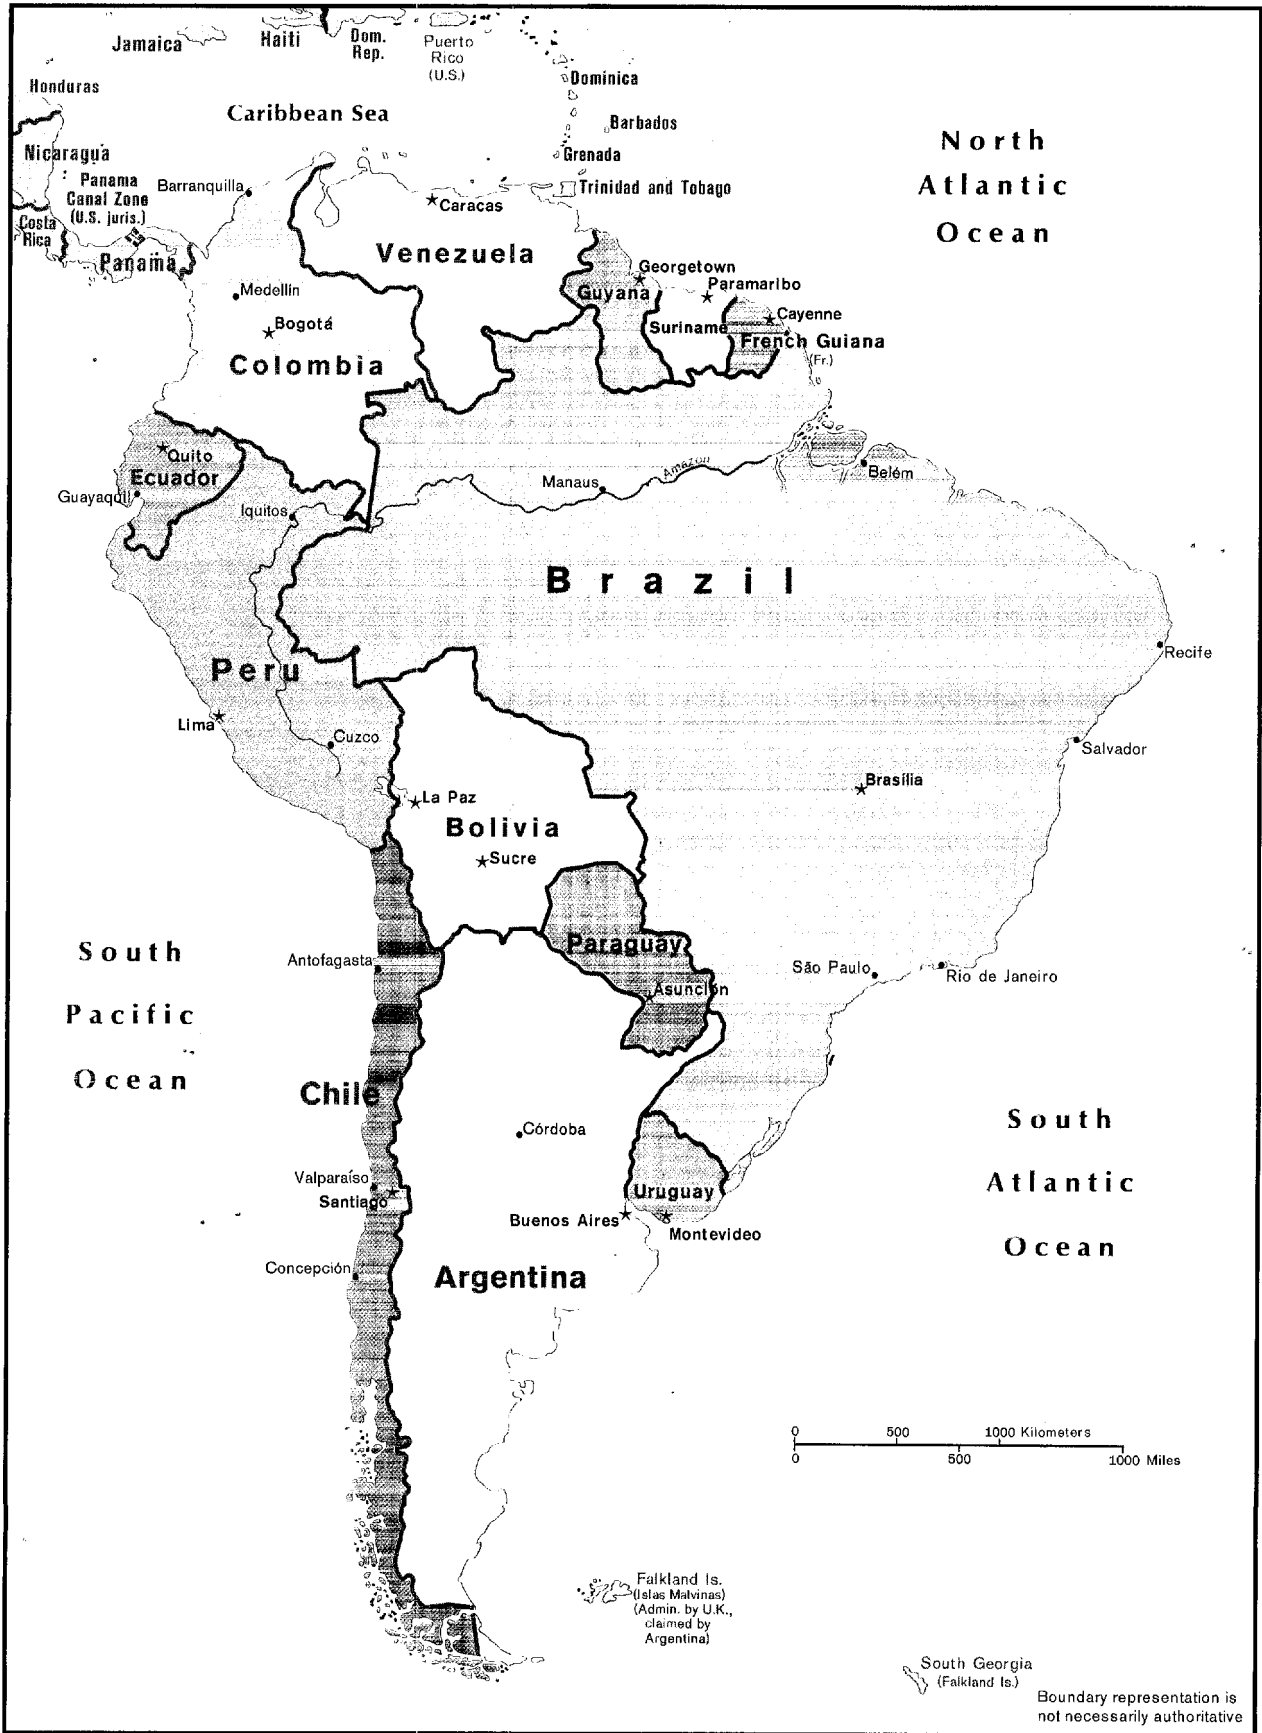 Jamaica
Haiti
Dom.
Rep.
Puerto
Rico
(U.S.)
Honduras
Dominica
Caribbean Sea
Barbados
Nicaragua
Grenada
Panama
Canal Zone
(U.S. juris.)
Barranquilla
Trinidad and Tobago
Caracas
Costa
Rica
Panama
Venezuela
North
Atlantic
Ocean
Georgetown
Guyana
Paramaribo
Medellín
Suriname
Cayenne
French Guiana
(Fr.)
Bogotá
Colombia
Quito
Ecuador
Guayaquil
Iquitos
Manaus
Amazon
Belém
Brazil
Peru
Recife
Lima
Cuzco
Salvador
La Paz
Brasília
Bolivia
Sucre
South
Pacific
Ocean
Antofagasta
Paraguay
Asunción
São Paulo
Rio de Janeiro
Chile
Córdoba
South
Atlantic
Ocean
Valparaíso
Santiago
Uruguay
Buenos Aires
Montevideo
Concepción
Argentina
0 500 1000 Kilometers
0 500 1000 Miles
Falkland Is.
(Islas Malvinas)
(Admin. by U.K.,
claimed by
Argentina)
South Georgia
(Falkland Is.)
Boundary representation is
not necessarily authoritative